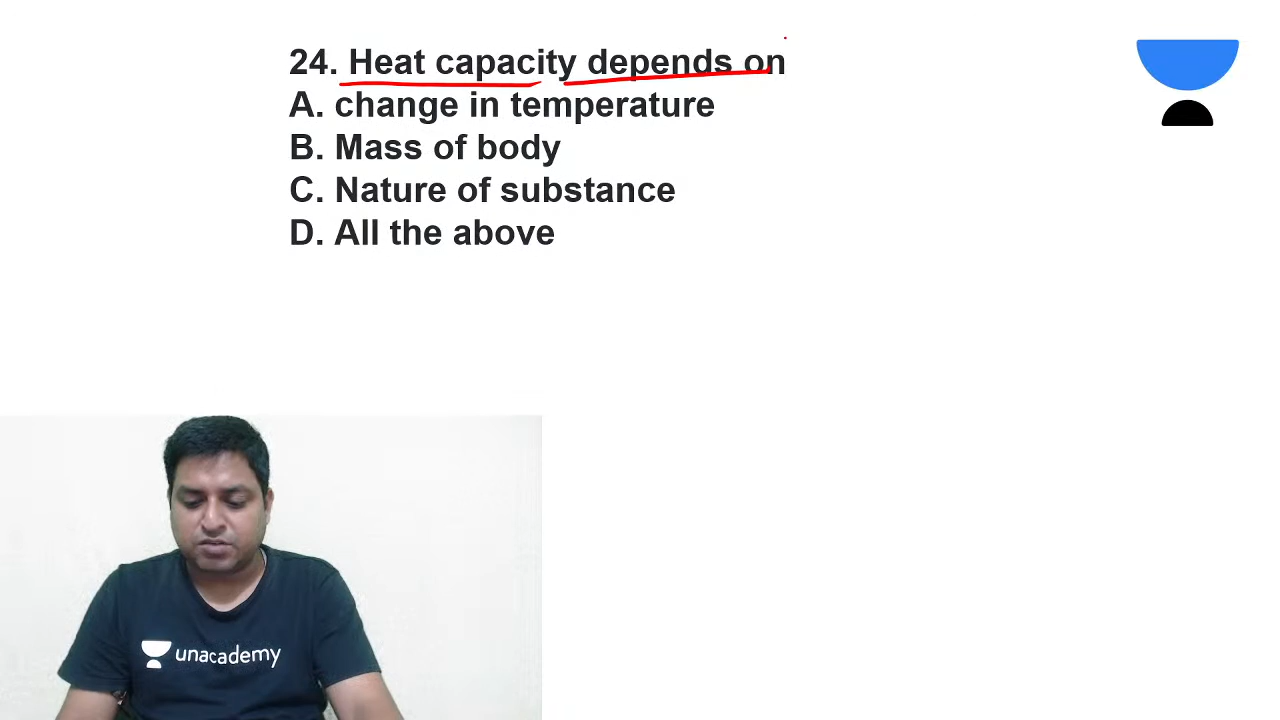 24. Heat capacity depends on
A. change in temperature
B. Mass of body
C. Nature of substance
D. All the above
unacademy